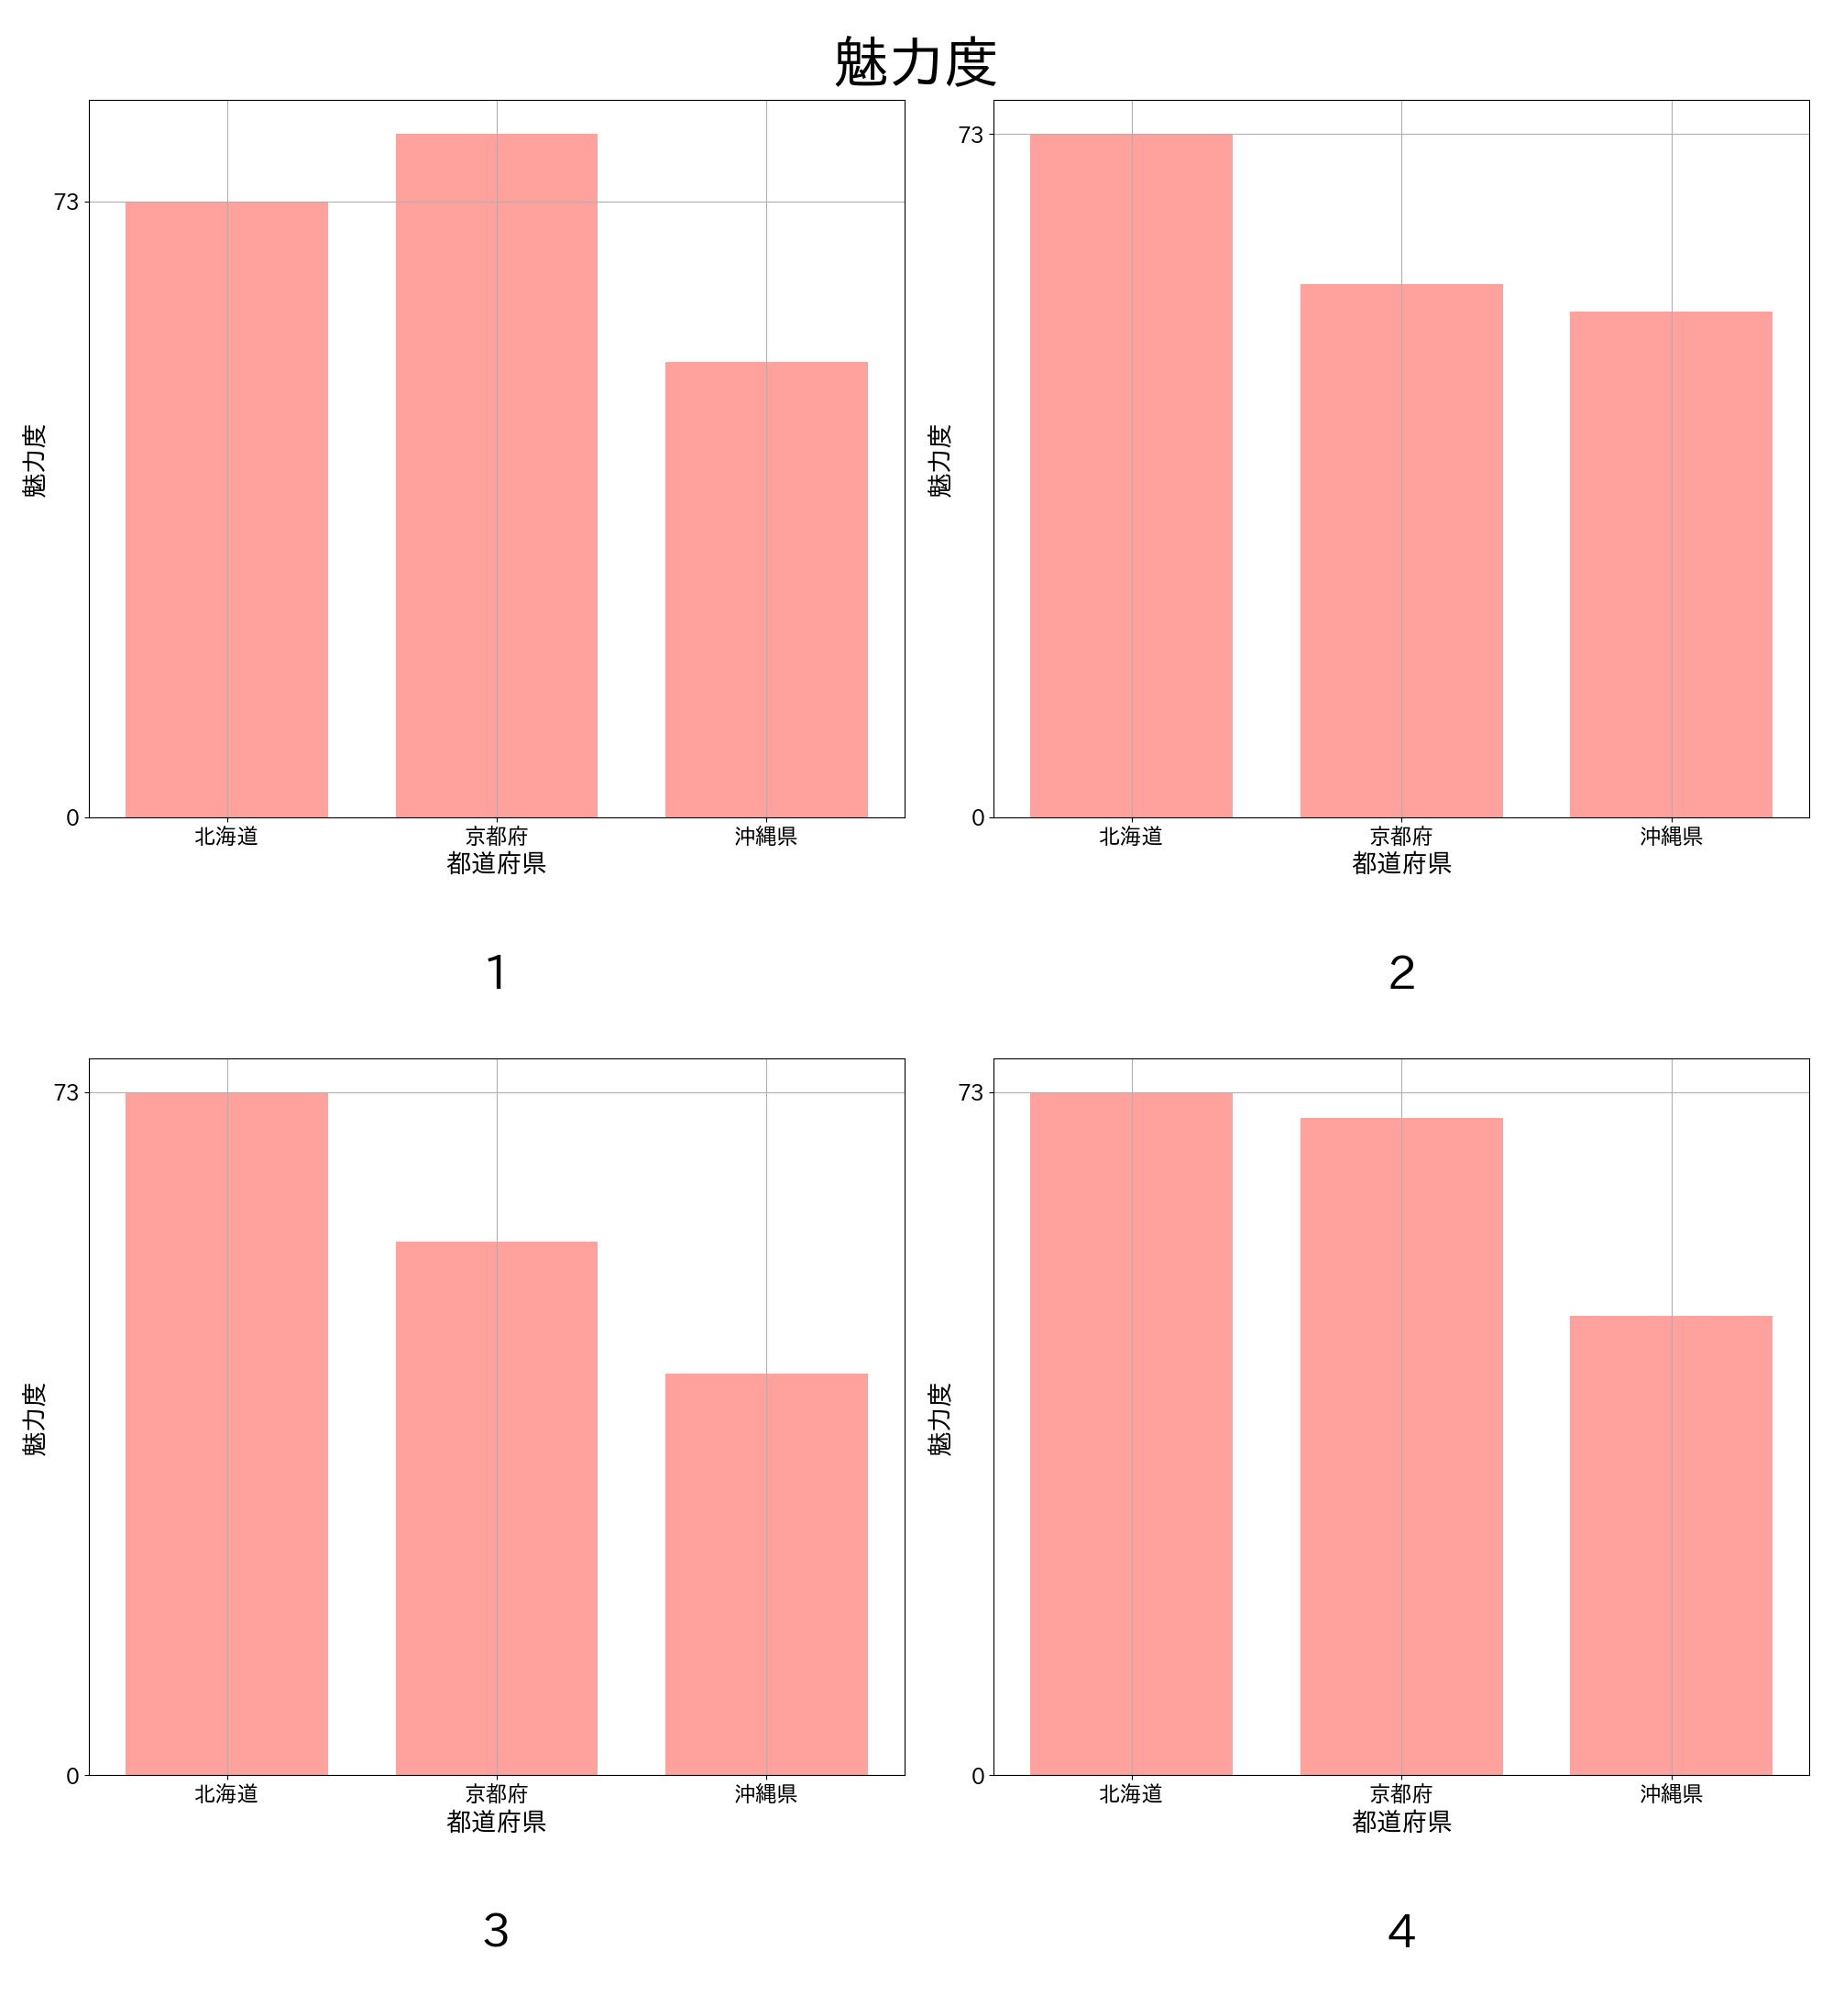 魅力度
73
魅力度
0
北海道 京都府 沖縄県
都道府県
1
73
魅力度
0
北海道 京都府 沖縄県
都道府県
2
73
魅力度
0
北海道 京都府 沖縄県
都道府県
3
73
魅力度
0
北海道 京都府 沖縄県
都道府県
4